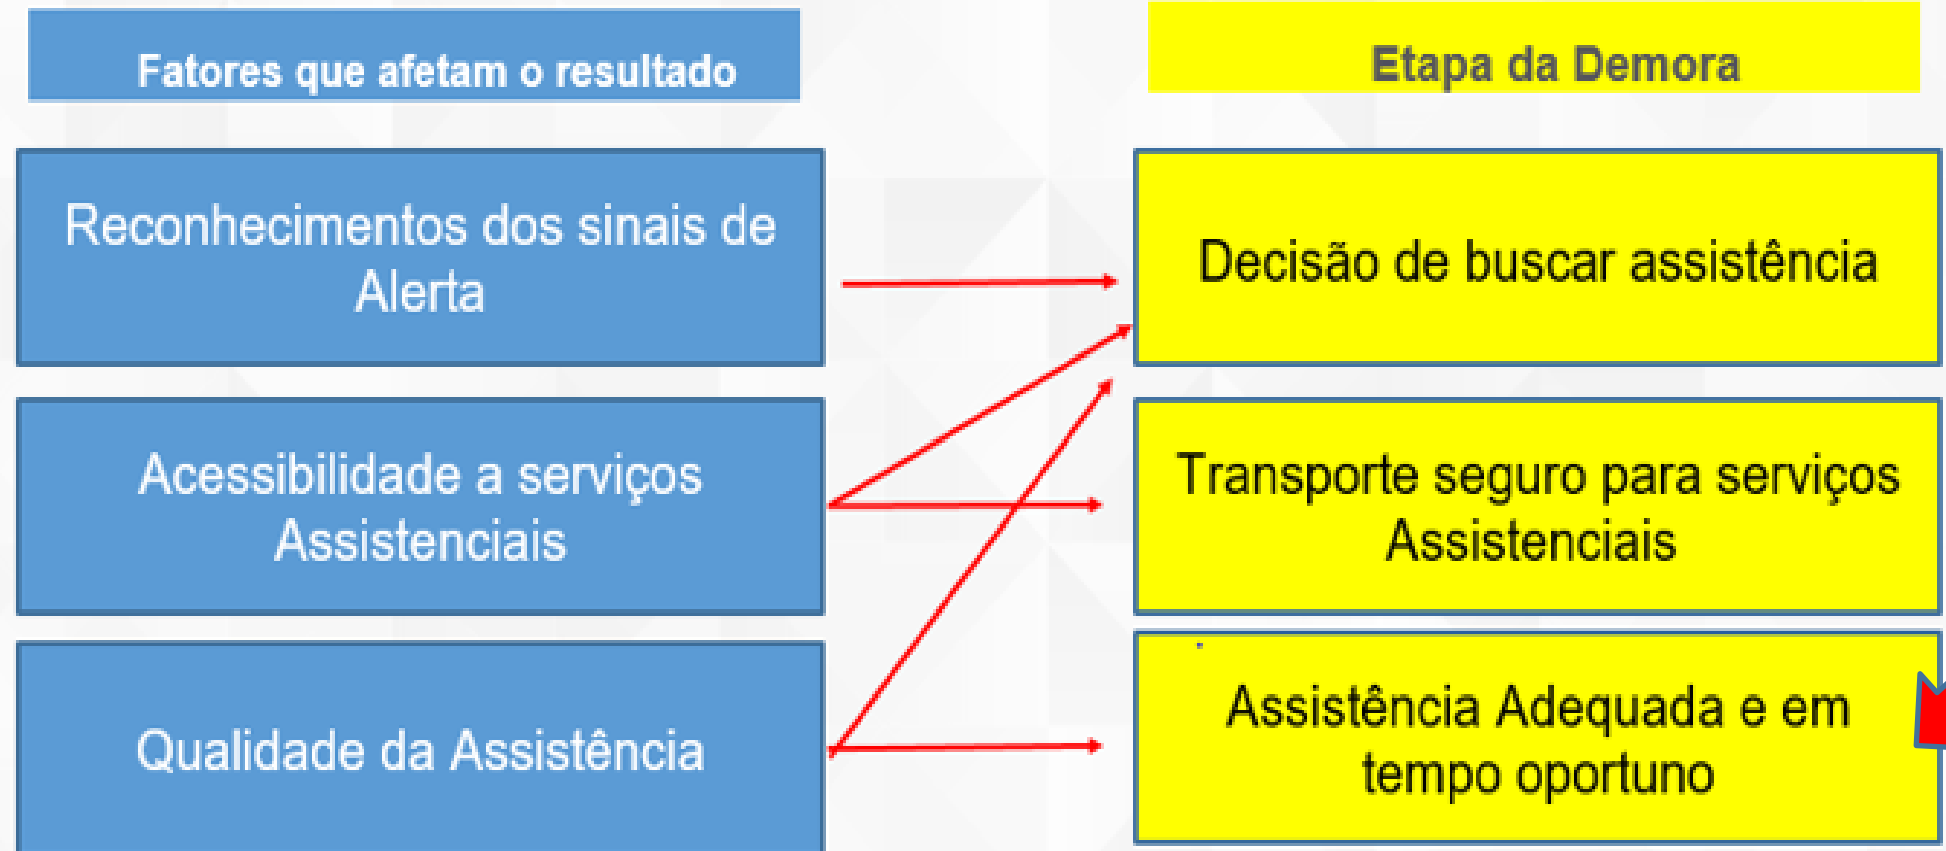 Fatores que afetam o resultado
Etapa da Demora
Reconhecimentos dos sinais de
Alerta
Decisão de buscar assistência
Acessibilidade a serviços
Assistenciais
Transporte seguro para serviços
Assistenciais
Qualidade da Assistência
Assistência Adequada e em
tempo oportuno